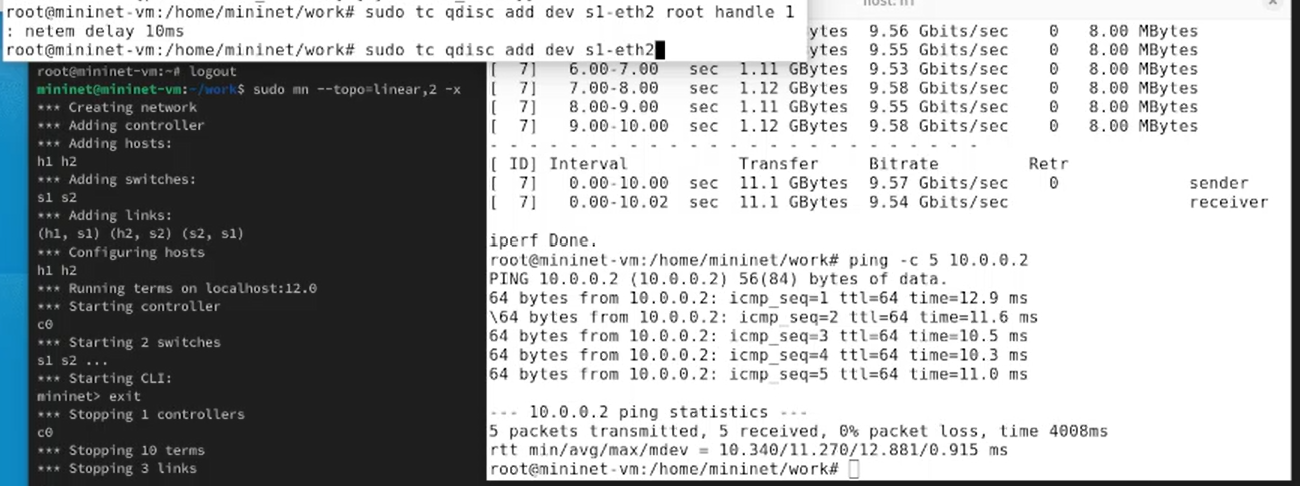 root@mininet-vm:/home/mininet/work# sudo tc qdisc add dev s1-eth2 root handle 1
: netem delay 10ms
root@mininet-vm:/home/mininet/work# sudo tc qdisc add dev s1-eth2
root@mininet-vm:~# logout
mininet@mininet-vm:~/work$ sudo mn --topo=linear,2 -x
*** Creating network
*** Adding controller
*** Adding hosts:
h1 h2
*** Adding switches:
s1 s2
*** Adding links:
(h1, s1) (h2, s2) (s2, s1)
*** Configuring hosts
h1 h2
*** Running terms on localhost:12.0
*** Starting controller
c0
*** Starting 2 switches
s1 s2 ...
*** Starting CLI:
mininet> exit
*** Stopping 1 controllers
c0
*** Stopping 10 terms
*** Stopping 3 links
ytes 9.56 Gbits/sec 0 8.00 MBytes
ytes 9.55 Gbits/sec 0 8.00 MBytes
[ 7] 6.00-7.00 sec 1.11 GBytes 9.53 Gbits/sec 0 8.00 MBytes
[ 7] 7.00-8.00 sec 1.12 GBytes 9.58 Gbits/sec 0 8.00 MBytes
[ 7] 8.00-9.00 sec 1.11 GBytes 9.55 Gbits/sec 0 8.00 MBytes
[ 7] 9.00-10.00 sec 1.12 GBytes 9.58 Gbits/sec 0 8.00 MBytes
- - - - - - - - - - - - - - - - - - - - - - - - -
[ ID] Interval Transfer Bitrate Retr
[ 7] 0.00-10.00 sec 11.1 GBytes 9.57 Gbits/sec 0 sender
[ 7] 0.00-10.02 sec 11.1 GBytes 9.54 Gbits/sec receiver
iperf Done.
root@mininet-vm:/home/mininet/work# ping -c 5 10.0.0.2
PING 10.0.0.2 (10.0.0.2) 56(84) bytes of data.
64 bytes from 10.0.0.2: icmp_seq=1 ttl=64 time=12.9 ms
\64 bytes from 10.0.0.2: icmp_seq=2 ttl=64 time=11.6 ms
64 bytes from 10.0.0.2: icmp_seq=3 ttl=64 time=10.5 ms
64 bytes from 10.0.0.2: icmp_seq=4 ttl=64 time=10.3 ms
64 bytes from 10.0.0.2: icmp_seq=5 ttl=64 time=11.0 ms
--- 10.0.0.2 ping statistics ---
5 packets transmitted, 5 received, 0% packet loss, time 4008ms
rtt min/avg/max/mdev = 10.340/11.270/12.881/0.915 ms
root@mininet-vm:/home/mininet/work#